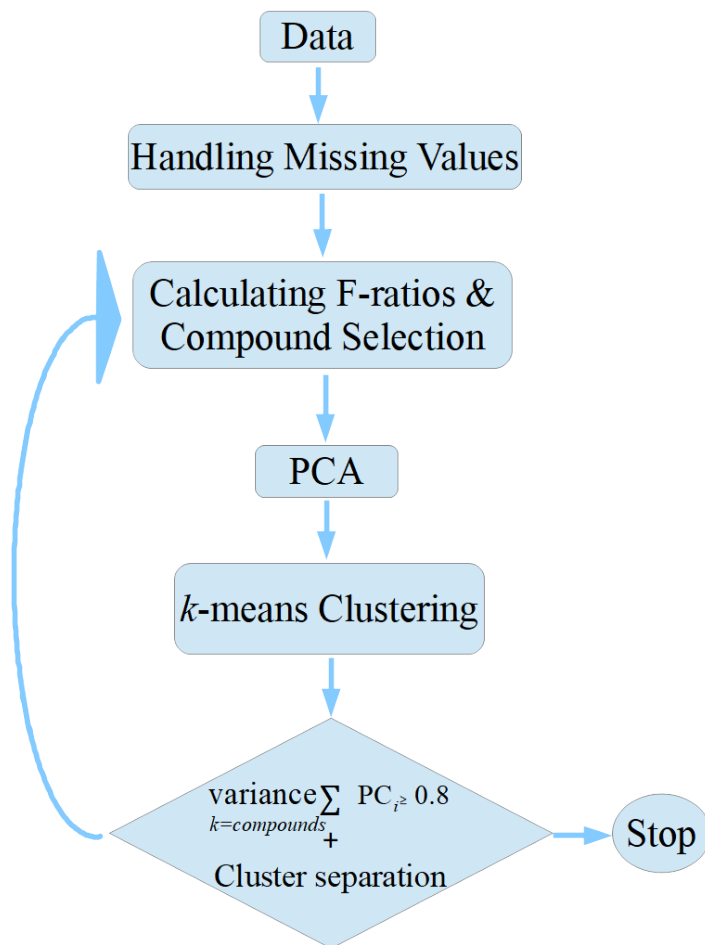 Data
Handling Missing Values
Calculating F-ratios &
Compound Selection
PCA
k-means Clustering
variance∑ PCi≥ 0.8
k=compounds
+
Cluster separation
Stop